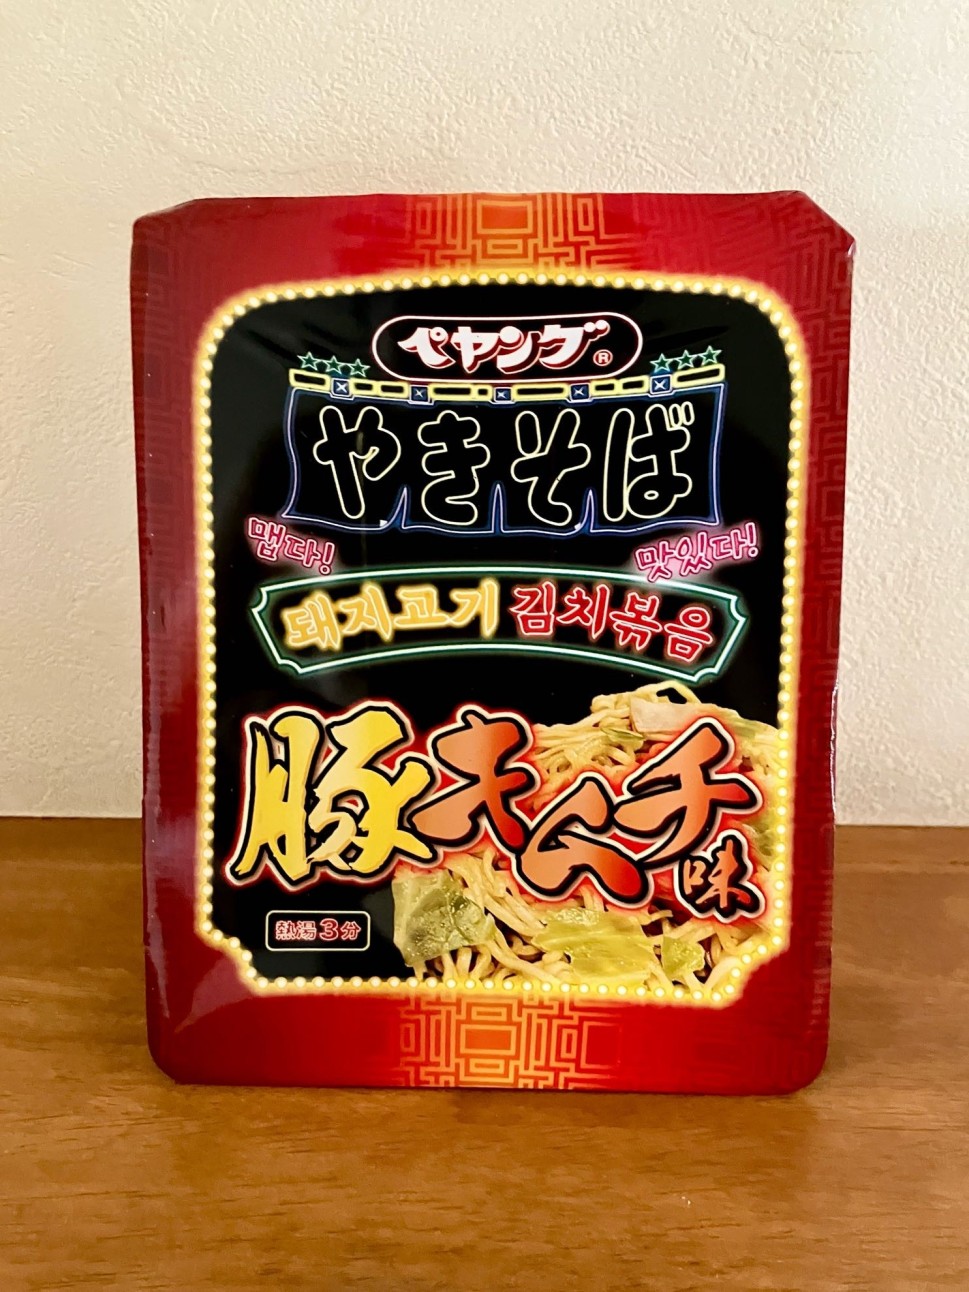 ペヤング®
やきそば
맵다! 맛있다!
돼지고기 김치볶음
豚キムチ味
熱湯3分